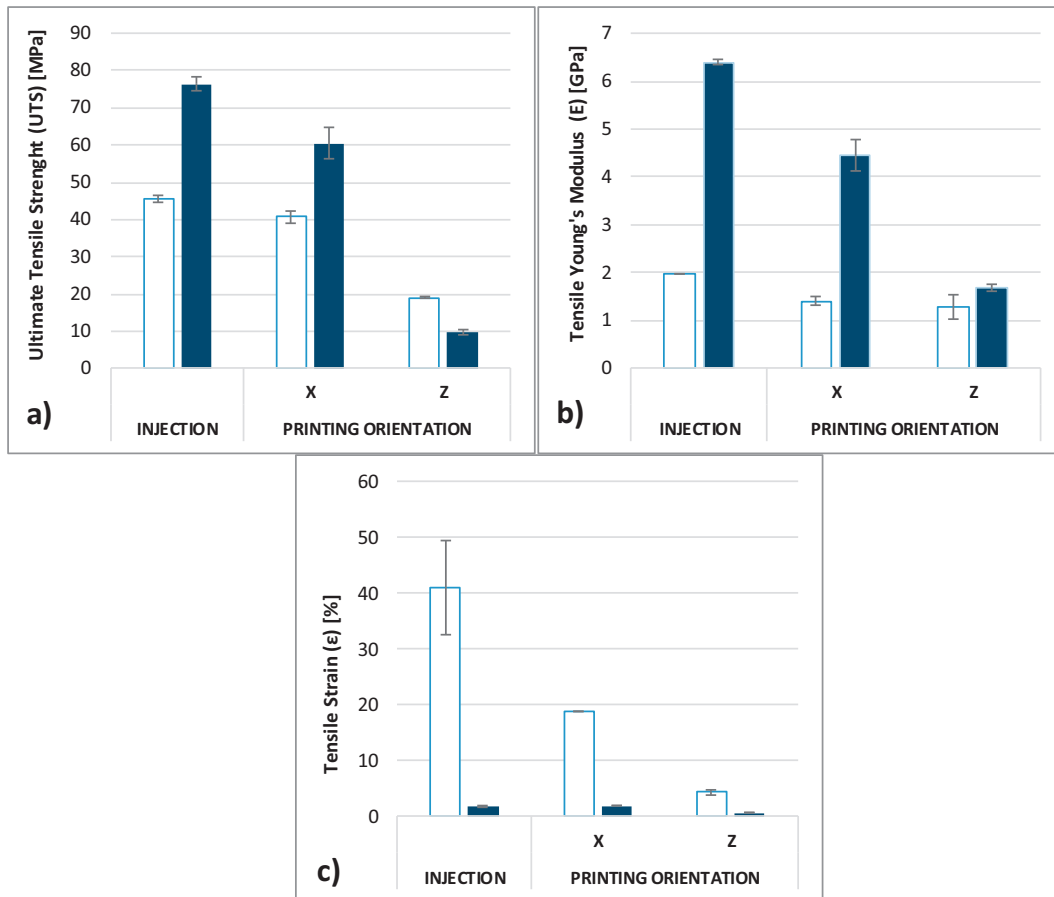 Ultimate Tensile Strenght (UTS) [MPa]
90
80
70
60
50
40
30
20
10
0
X
Z
INJECTION
PRINTING ORIENTATION
a)
Tensile Young's Modulus (E) [GPa]
7
6
5
4
3
2
1
0
X
Z
INJECTION
PRINTING ORIENTATION
b)
Tensile Strain (ε) [%]
60
50
40
30
20
10
0
X
Z
INJECTION
PRINTING ORIENTATION
c)